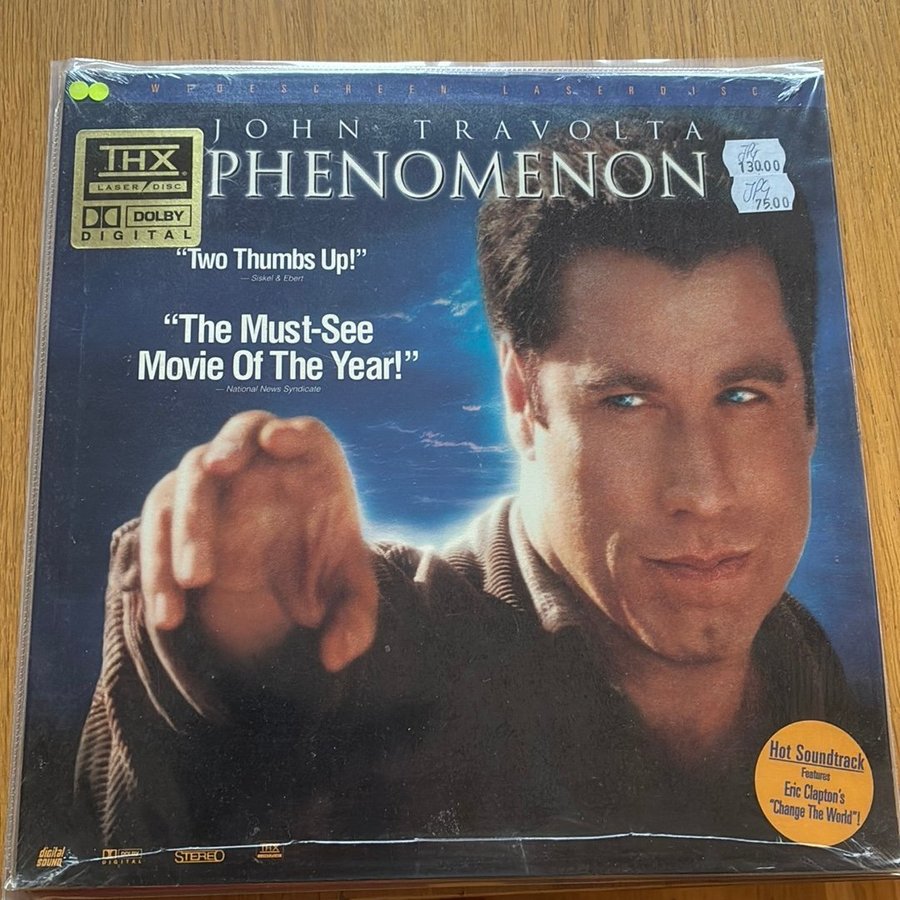 WIDESCREEN LASERDISC
JOHN TRAVOLTA
PHENOMENON
THX
LASER DISC
DOLBY
DIGITAL
130.00
75.00
“Two Thumbs Up!”
— Siskel & Ebert
“The Must-See
Movie Of The Year!”
— National News Syndicate
Hot Soundtrack
Features
Eric Clapton's
"Change The World"!
digital
SOUND
DOLBY
DIGITAL
STEREO
THX